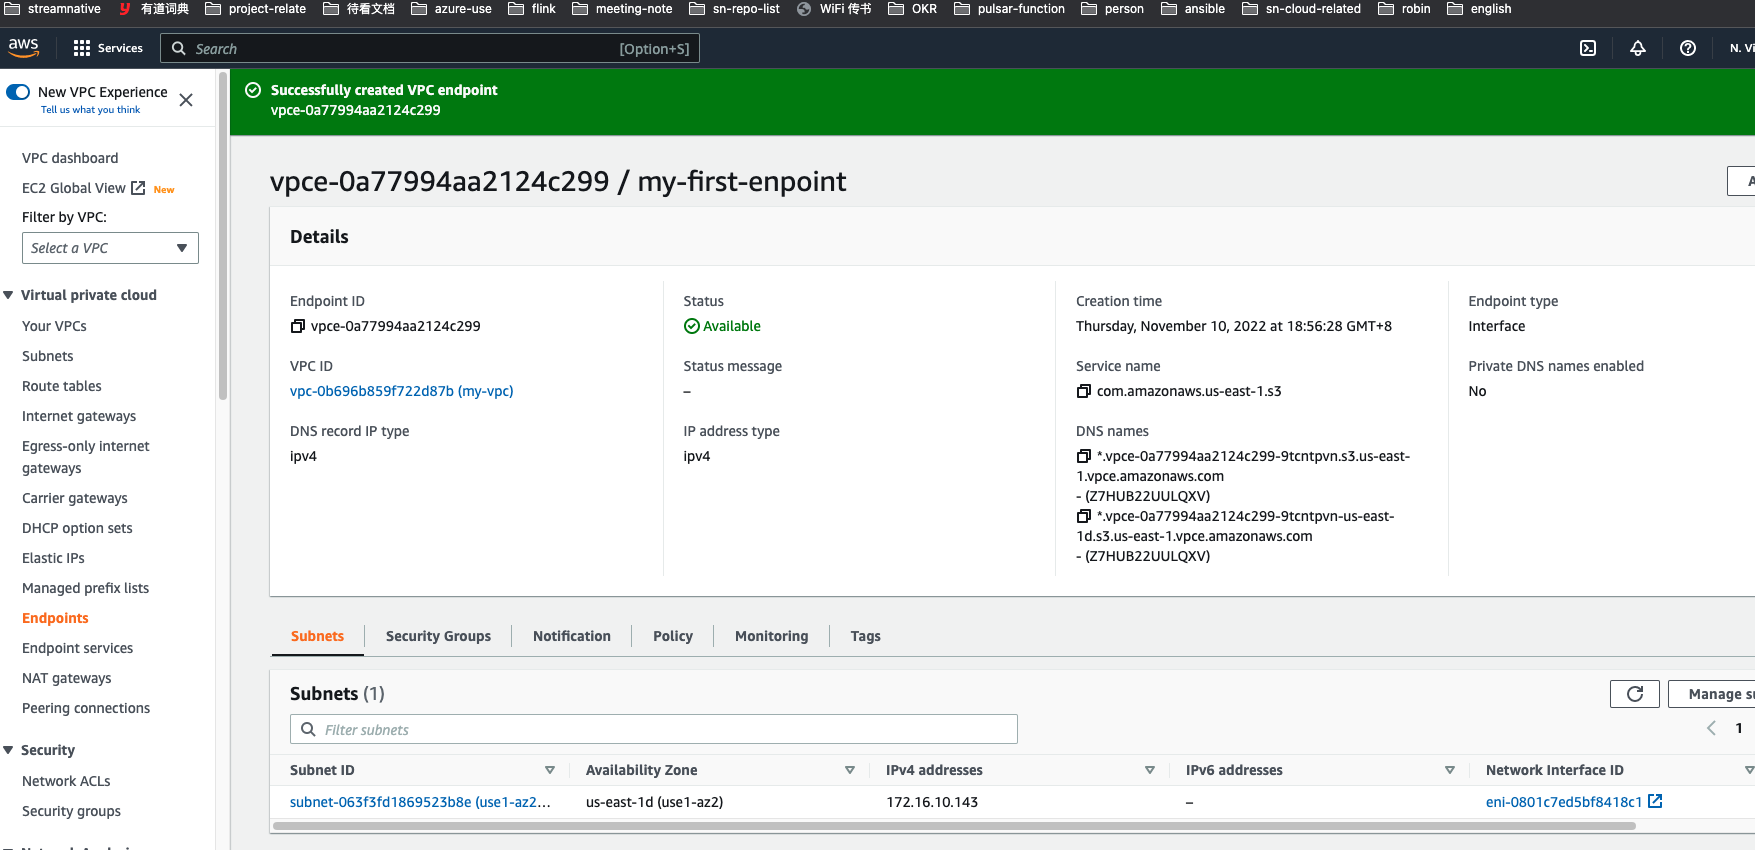 streamnative
有道词典
project-relate
待看文档
azure-use
flink
meeting-note
sn-repo-list
WiFi 传书
OKR
pulsar-function
person
ansible
sn-cloud-related
robin
english
aws
Services
Search
[Option+S]
N. Vi
New VPC Experience
Tell us what you think
VPC dashboard
EC2 Global View New
Filter by VPC:
Select a VPC
Virtual private cloud
Your VPCs
Subnets
Route tables
Internet gateways
Egress-only internet
gateways
Carrier gateways
DHCP option sets
Elastic IPs
Managed prefix lists
Endpoints
Endpoint services
NAT gateways
Peering connections
Security
Network ACLs
Security groups
Successfully created VPC endpoint
vpce-0a77994aa2124c299
vpce-0a77994aa2124c299 / my-first-enpoint
A
Details
Endpoint ID
vpce-0a77994aa2124c299
VPC ID
vpc-0b696b859f722d87b (my-vpc)
DNS record IP type
ipv4
Status
Available
Status message
–
IP address type
ipv4
Creation time
Thursday, November 10, 2022 at 18:56:28 GMT+8
Service name
com.amazonaws.us-east-1.s3
DNS names
*.vpce-0a77994aa2124c299-9tcntpvn.s3.us-east-
1.vpce.amazonaws.com
- (Z7HUB22UULQXV)
*.vpce-0a77994aa2124c299-9tcntpvn-us-east-
1d.s3.us-east-1.vpce.amazonaws.com
- (Z7HUB22UULQXV)
Endpoint type
Interface
Private DNS names enabled
No
Subnets
Security Groups
Notification
Policy
Monitoring
Tags
Subnets (1)
Manage su
Filter subnets
1
Subnet ID
Availability Zone
IPv4 addresses
IPv6 addresses
Network Interface ID
subnet-063f3fd1869523b8e (use1-az2...
us-east-1d (use1-az2)
172.16.10.143
–
eni-0801c7ed5bf8418c1